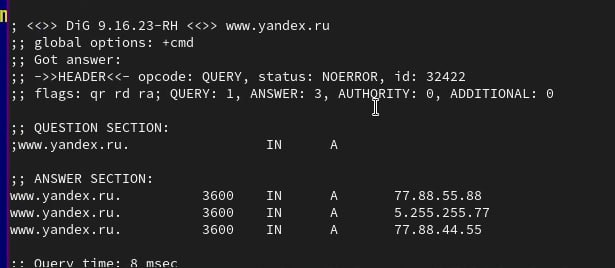 ; <<>> DiG 9.16.23-RH <<>> www.yandex.ru
;; global options: +cmd
;; Got answer:
;; ->>HEADER<<- opcode: QUERY, status: NOERROR, id: 32422
;; flags: qr rd ra; QUERY: 1, ANSWER: 3, AUTHORITY: 0, ADDITIONAL: 0
;; QUESTION SECTION:
;www.yandex.ru. IN A
;; ANSWER SECTION:
www.yandex.ru. 3600 IN A 77.88.55.88
www.yandex.ru. 3600 IN A 5.255.255.77
www.yandex.ru. 3600 IN A 77.88.44.55
;; Query time: 8 msec